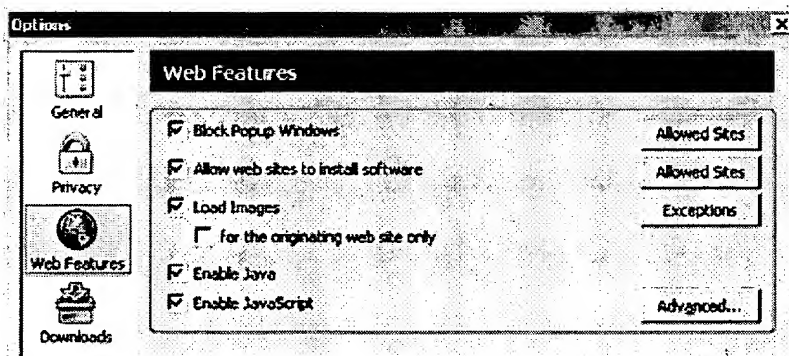 Options
Web Features
General
Privacy
Web Features
Downloads
Block Popup Windows
Allowed Sites
Allow web sites to install software
Allowed Sites
Load Images
Exceptions
for the originating web site only
Enable Java
Enable JavaScript
Advanced...